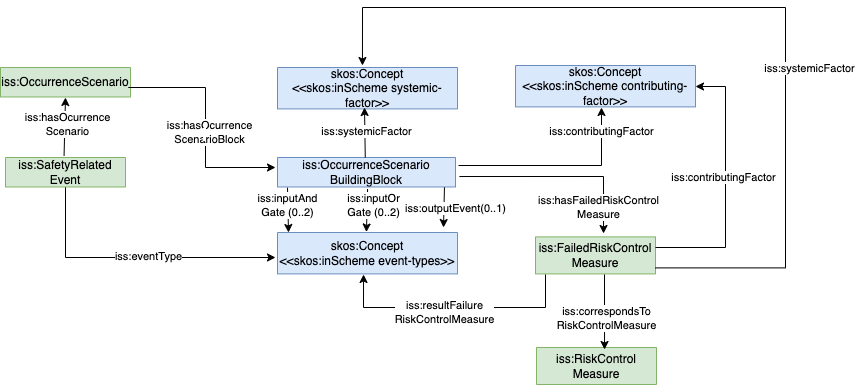 iss:systemicFactor
skos:Concept
<<skos:inScheme systemic-
factor>>
skos:Concept
<<skos:inScheme contributing-
factor>>
iss:OccurrenceScenario
iss:hasOccurrence
Scenario
iss:hasOccurrence
ScenarioBlock
iss:systemicFactor
iss:contributingFactor
iss:SafetyRelated
Event
iss:OccurrenceScenario
BuildingBlock
iss:contributingFactor
iss:inputAnd
Gate (0..2)
iss:inputOr
Gate (0..2)
iss:outputEvent(0..1)
iss:hasFailedRiskControl
Measure
iss:eventType
skos:Concept
<<skos:inScheme event-types>>
iss:FailedRiskControl
Measure
iss:resultFailure
RiskControlMeasure
iss:correspondsTo
RiskControlMeasure
iss:RiskControl
Measure